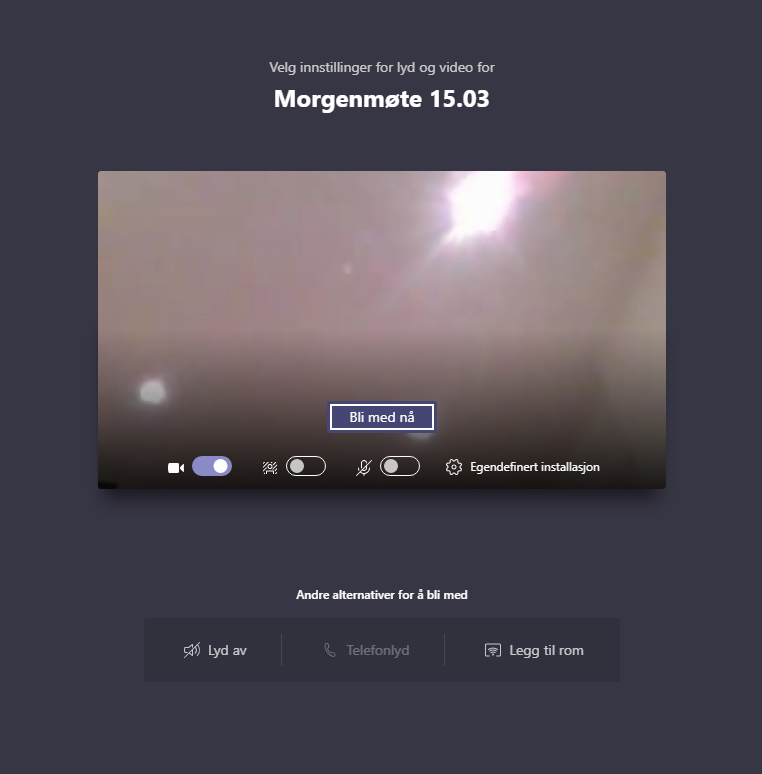 Velg innstillinger for lyd og video for
Morgenmøte 15.03
Bli med nå
Egendefinert installasjon
Andre alternativer for å bli med
Lyd av
Telefonlyd
Legg til rom